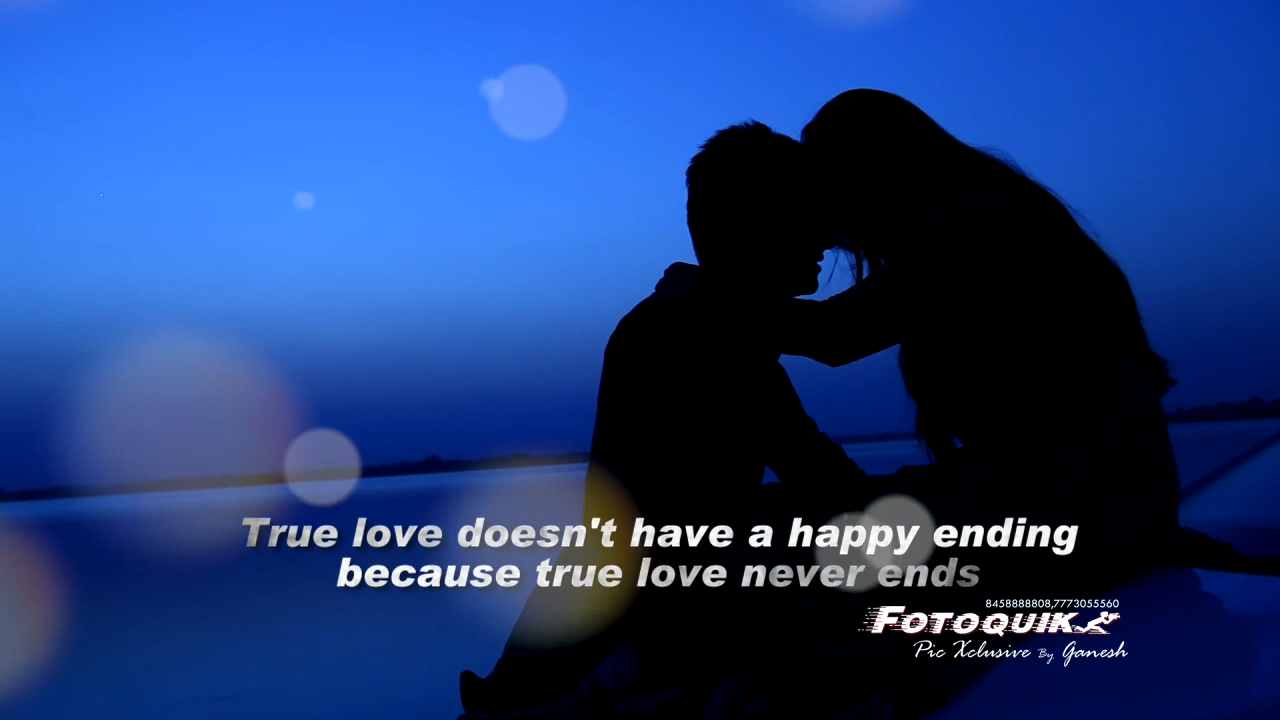 True love doesn't have a happy ending
because true love never ends
8458888808,7773055560
FOTOQUIK
Pic Xclusive By Ganesh